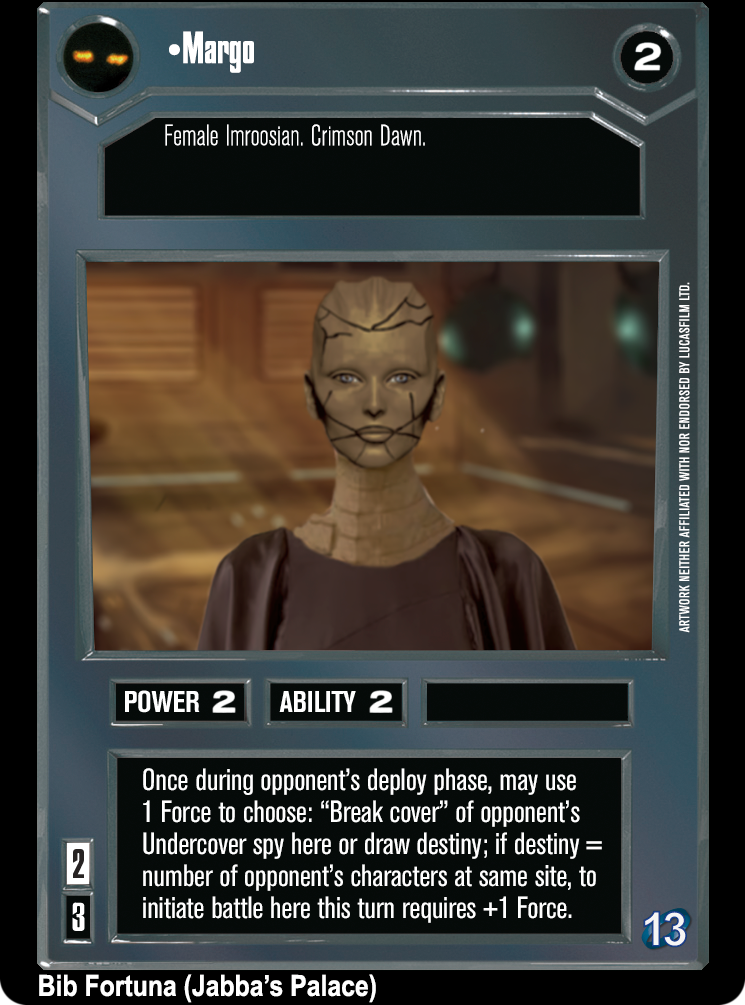 •Margo
2
Female Imroosian. Crimson Dawn.
ARTWORK NEITHER AFFILIATED WITH NOR ENDORSED BY LUCASFILM LTD.
POWER 2
ABILITY 2
Once during opponent’s deploy phase, may use
1 Force to choose: “Break cover” of opponent’s
Undercover spy here or draw destiny; if destiny =
number of opponent’s characters at same site, to
initiate battle here this turn requires +1 Force.
2
3
13
Bib Fortuna (Jabba’s Palace)